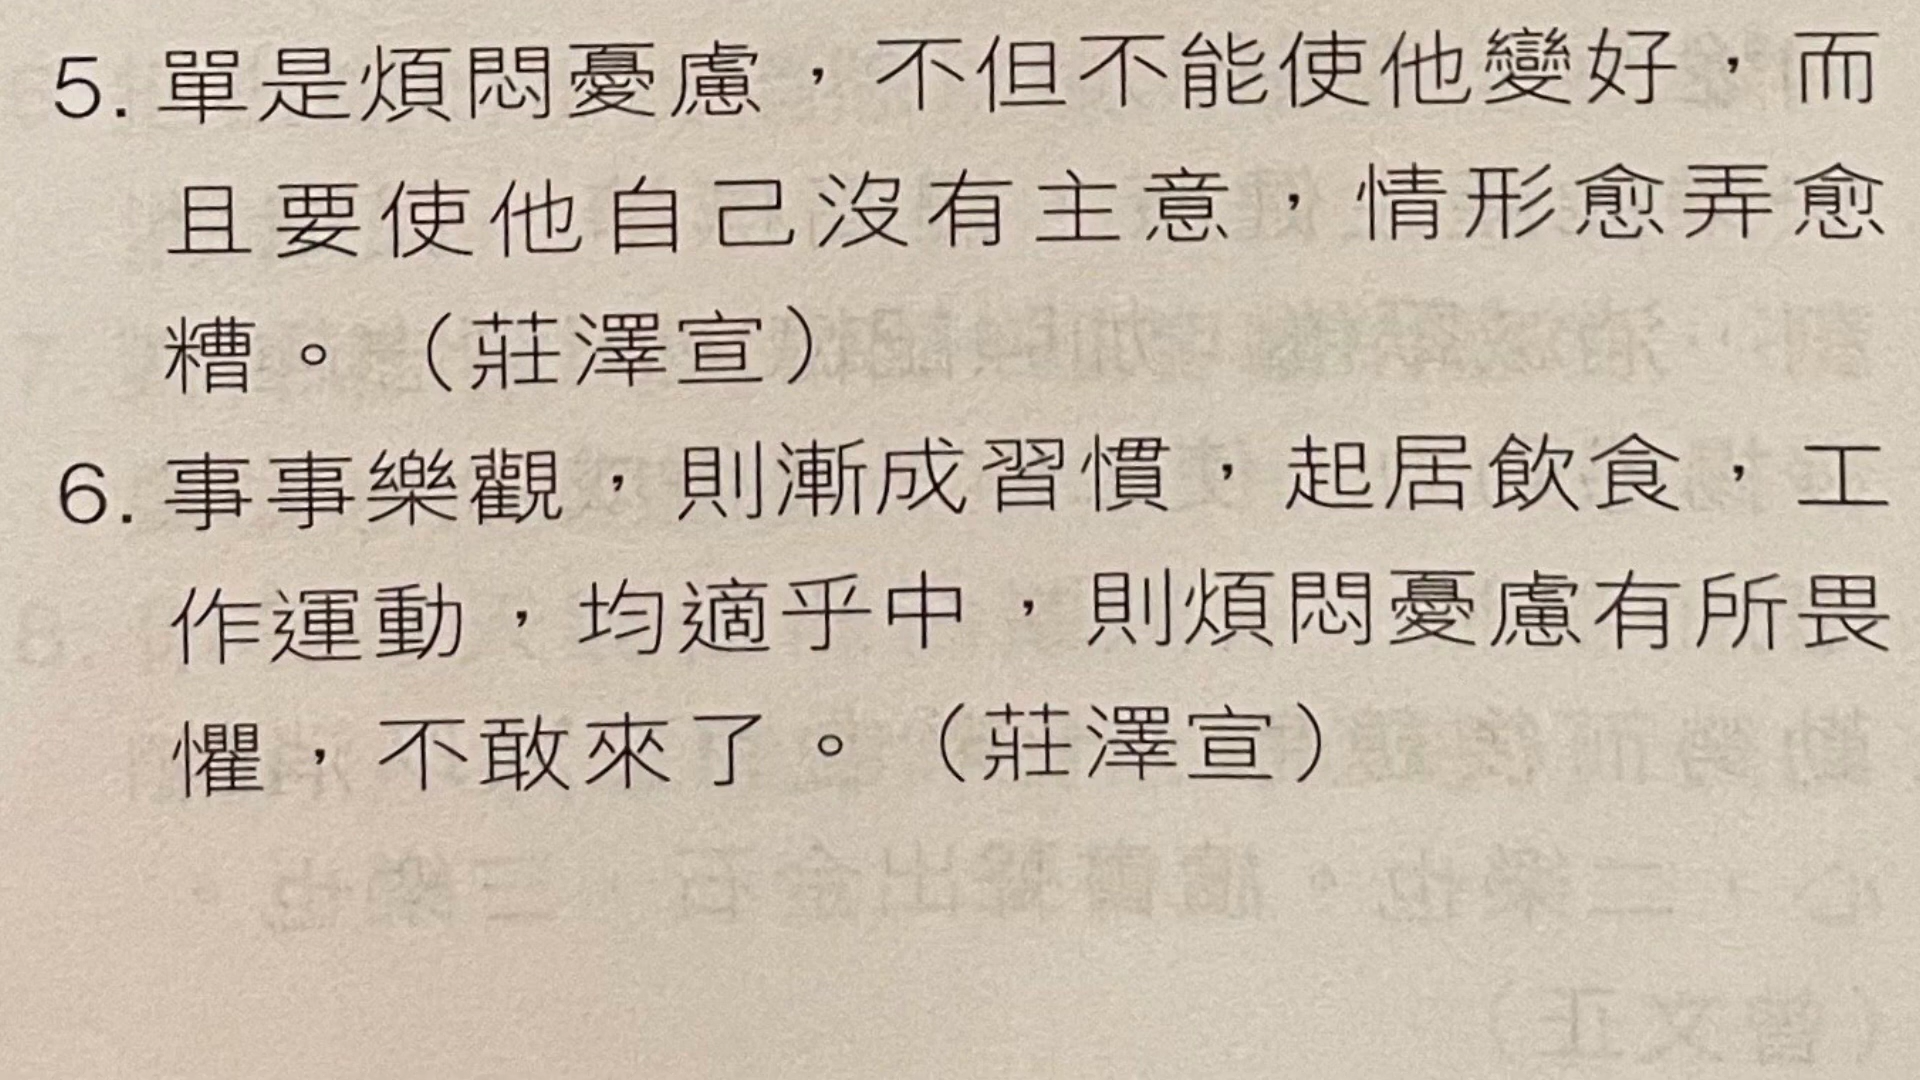 5. 單是煩悶憂慮，不但不能使他變好，而
且要使他自己沒有主意，情形愈弄愈
糟。（莊澤宣）
6. 事事樂觀，則漸成習慣，起居飲食，工
作運動，均適乎中，則煩悶憂慮有所畏
懼，不敢來了。（莊澤宣）